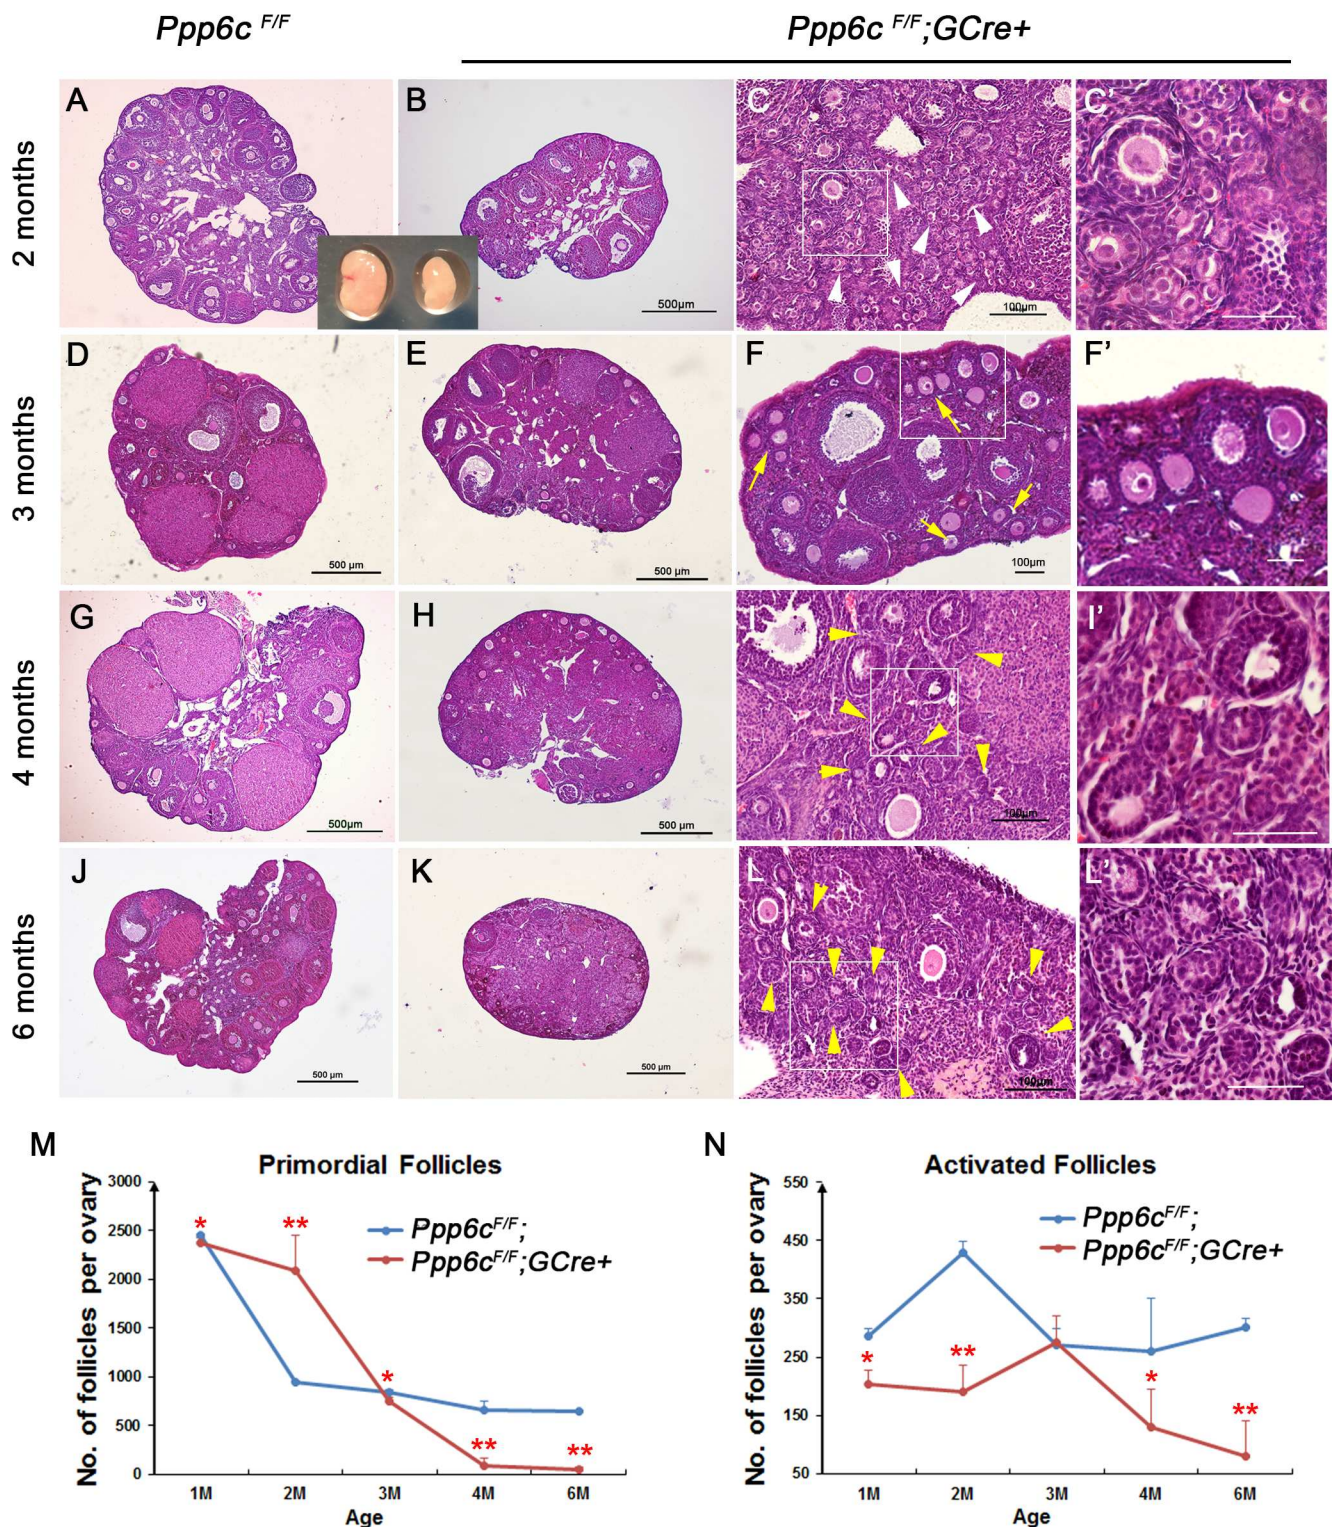 Ppp6c F/F
Ppp6c F/F;GCre+
2 months
A
B
500μm
C
100μm
C'
3 months
D
500 μm
E
500 μm
F
100μm
F'
4 months
G
500μm
H
500 μm
I
100μm
I'
6 months
J
500 μm
K
500 μm
L
100μm
L'
M
Primordial Follicles
No. of follicles per ovary
3000
2500
2000
1500
1000
500
0
* ** * ** **
Ppp6cF/F;
Ppp6cF/F;GCre+
1M 2M 3M 4M 6M
Age
N
Activated Follicles
No. of follicles per ovary
550
450
350
250
150
50
* ** * **
Ppp6cF/F;
Ppp6cF/F;GCre+
1M 2M 3M 4M 6M
Age